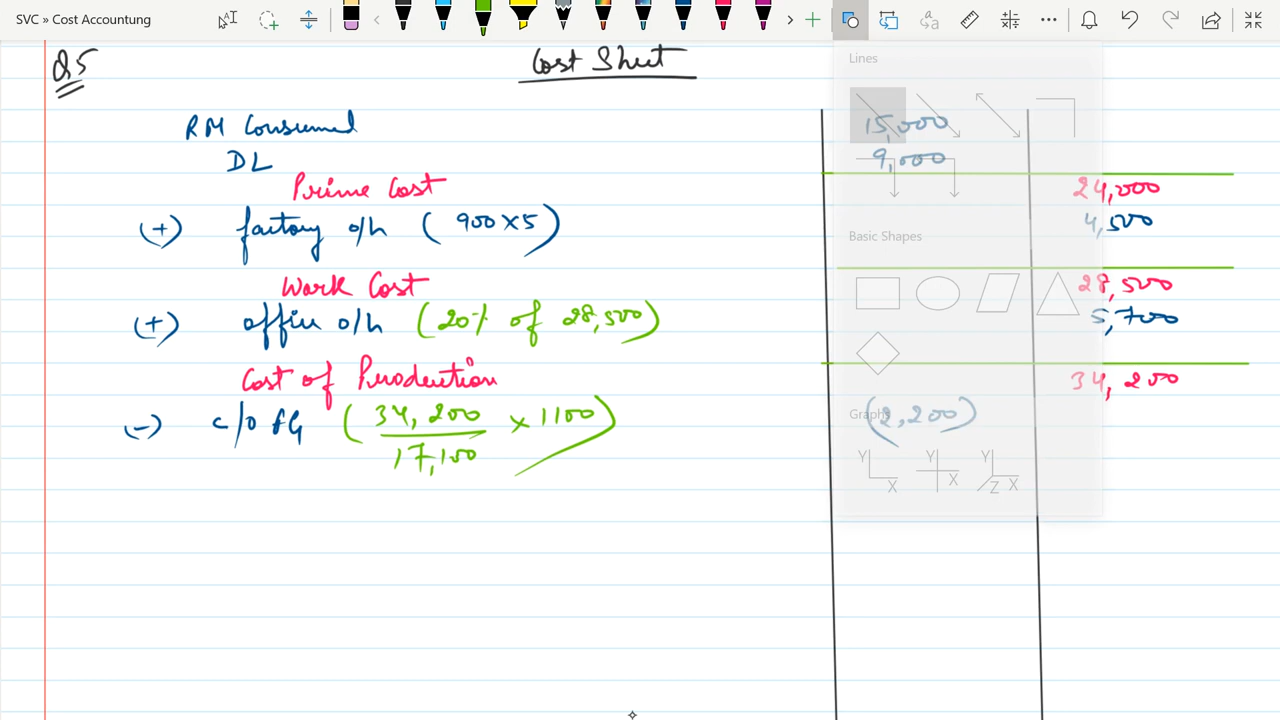 SVC » Cost Accountung
Q5 Cost Sheet
Lines
RM Consumed 15,000
DL 9,000
Prime Cost 24,000
(+) factory o/h ( 900 x 5 ) 4,500
Basic Shapes
Work Cost 28,500
(+) office o/h ( 20% of 28,500 ) 5,700
Cost of Production 34,200
Graphs
(-) c/o FG ( 34,200 / 17,100 x 1100 ) (2,200)
Y X Y X Y Z X